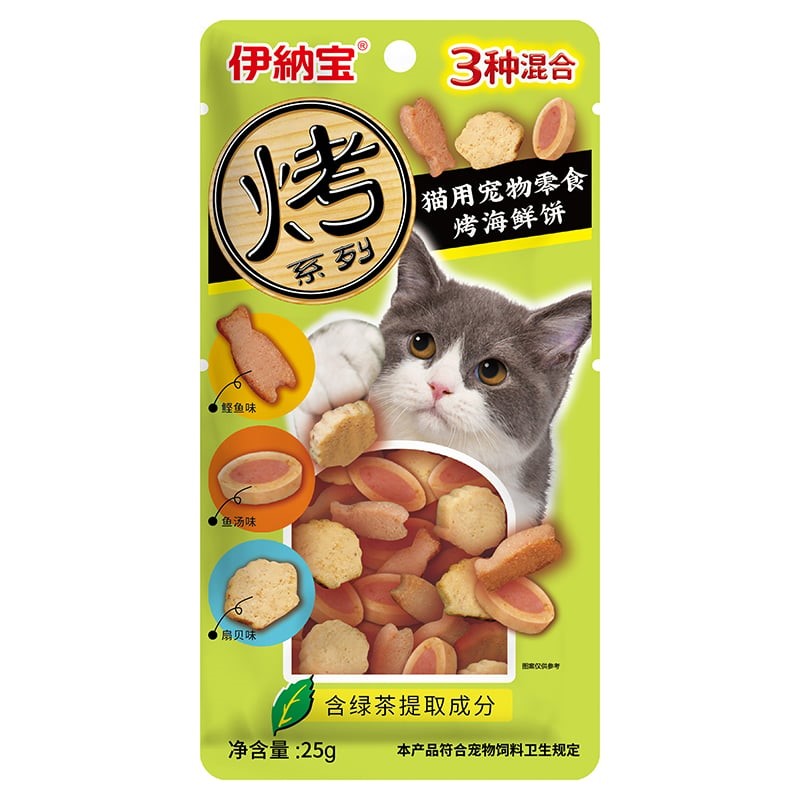 伊納宝®
3种混合
烤
系列
猫用宠物零食
烤海鲜饼
鲣鱼味
鱼汤味
扇贝味
图案仅供参考
含绿茶提取成分
净含量:25g
本产品符合宠物饲料卫生规定